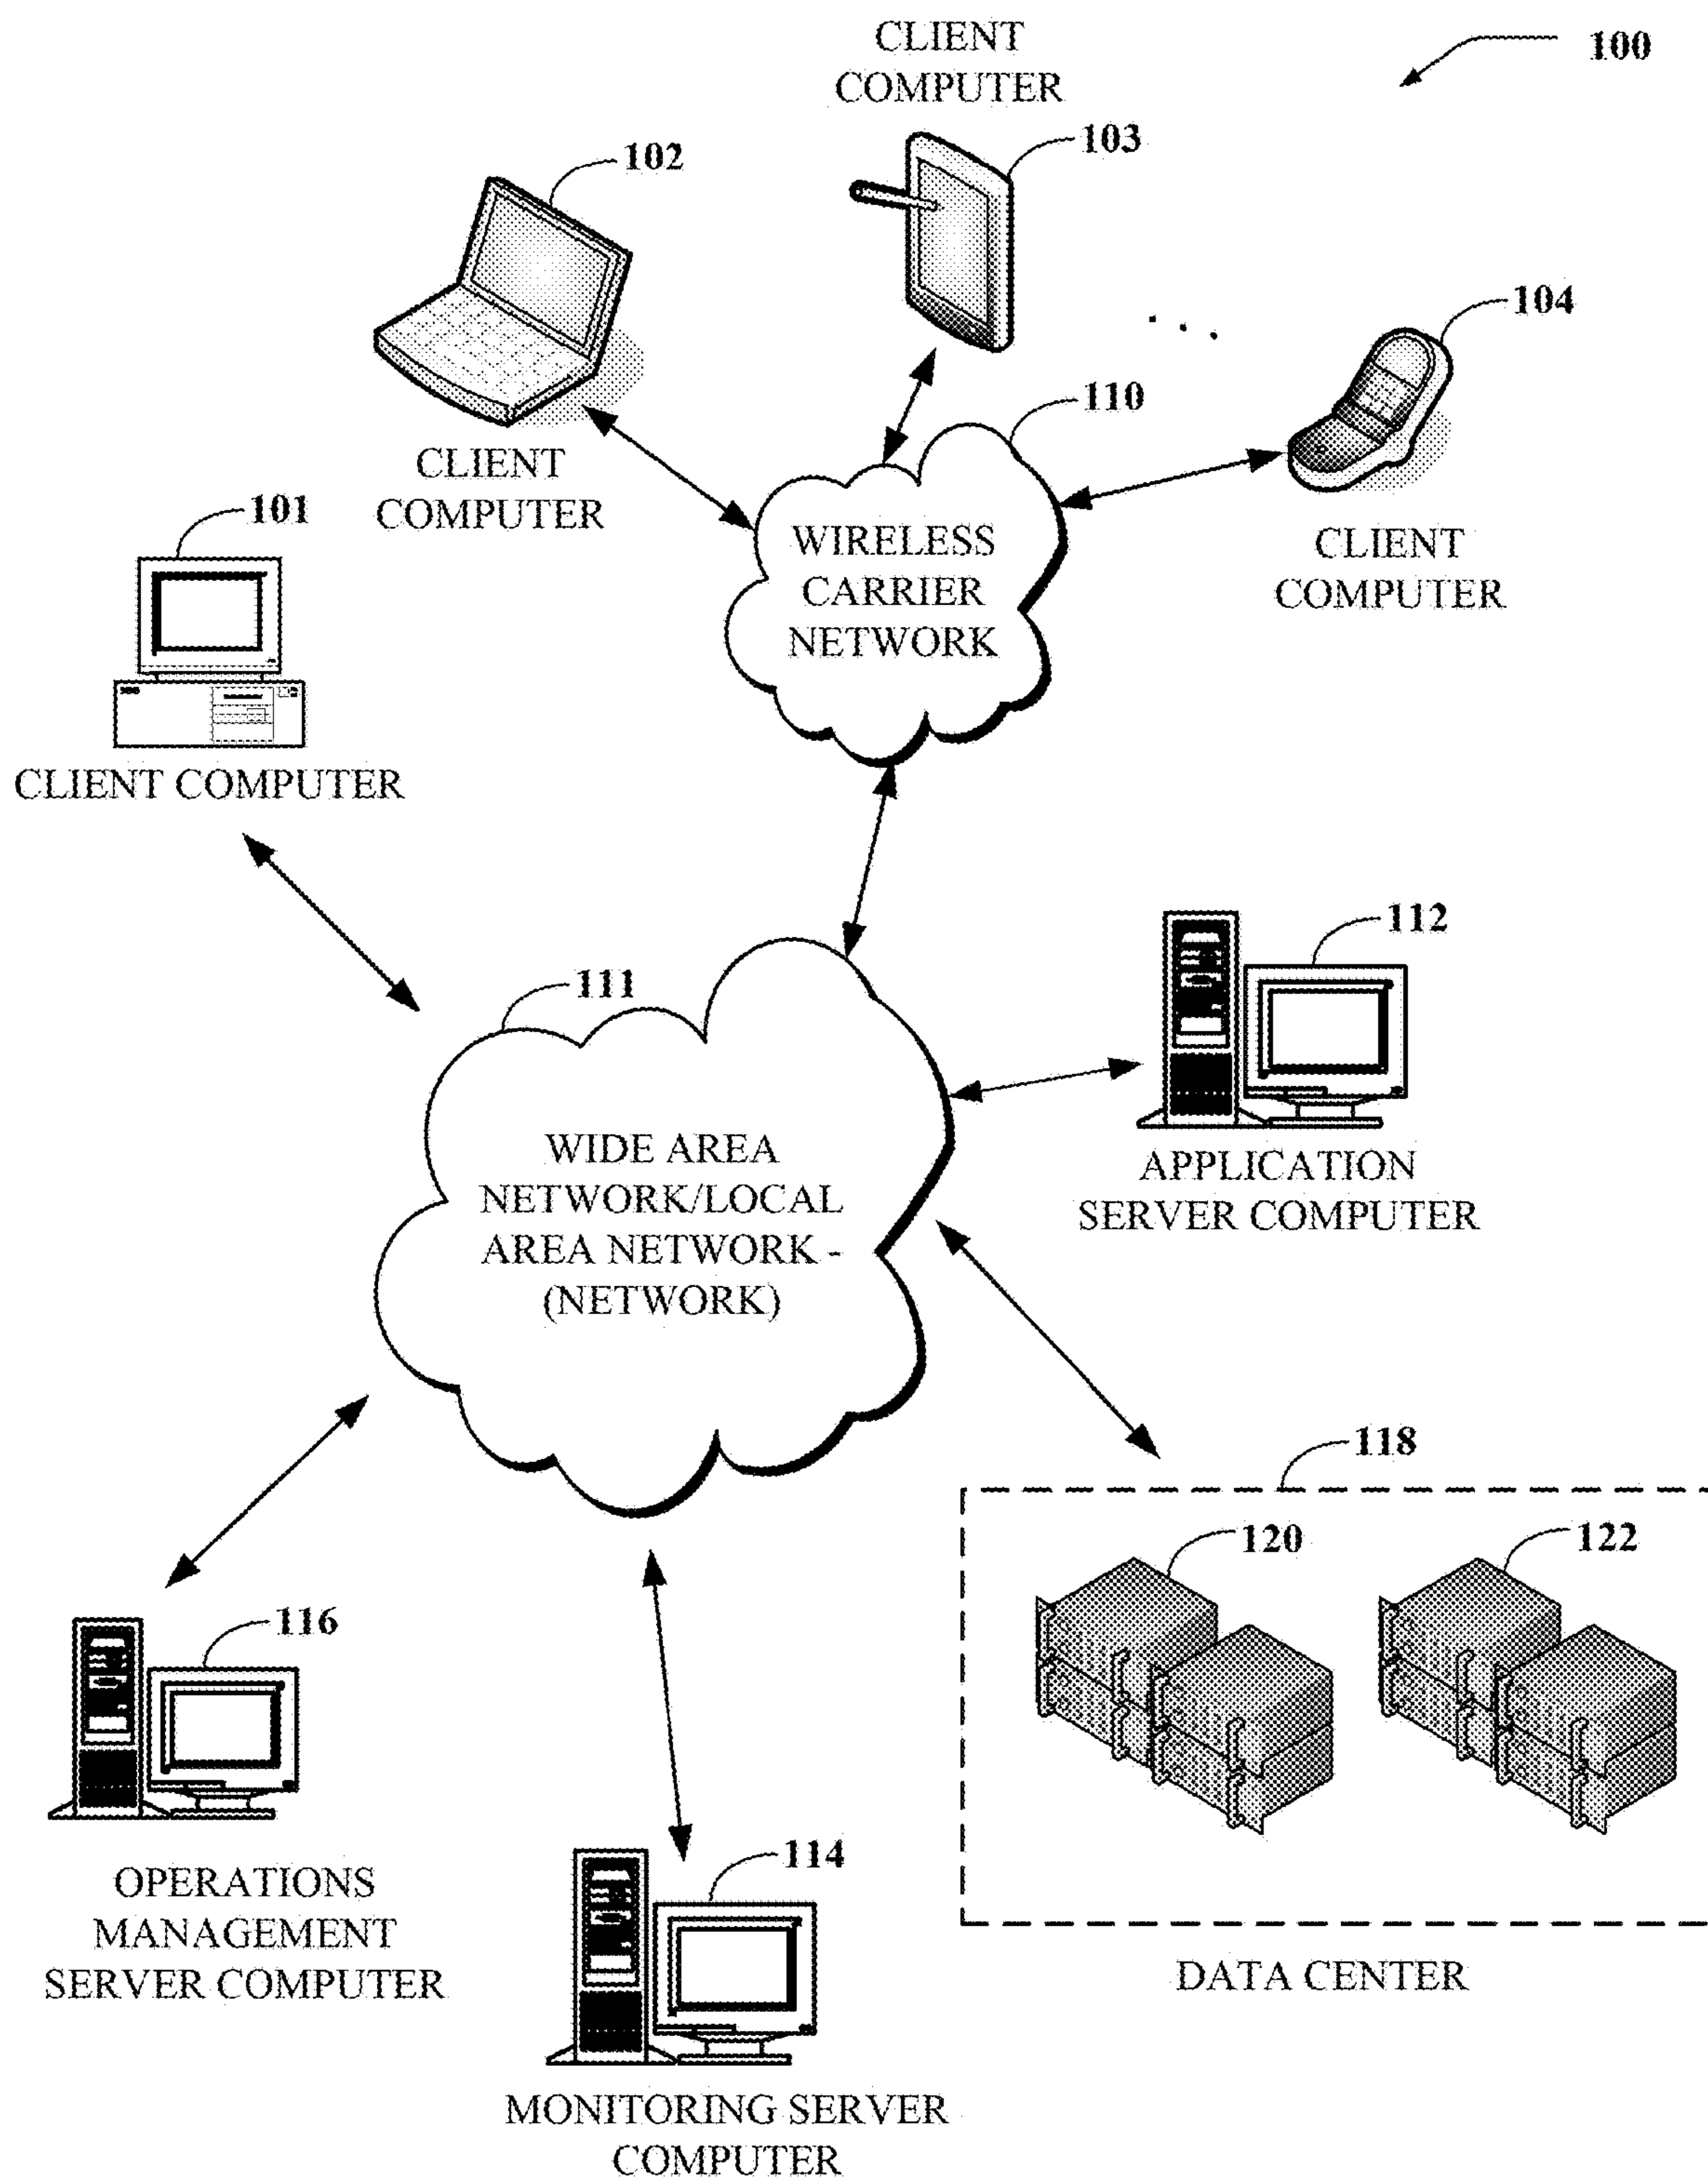 CLIENT
COMPUTER
100
103
102
104
110
CLIENT
COMPUTER
101
WIRELESS
CARRIER
NETWORK
CLIENT
COMPUTER
CLIENT COMPUTER
112
111
WIDE AREA
NETWORK/LOCAL
AREA NETWORK -
(NETWORK)
APPLICATION
SERVER COMPUTER
118
120
122
116
OPERATIONS
MANAGEMENT
SERVER COMPUTER
114
DATA CENTER
MONITORING SERVER
COMPUTER